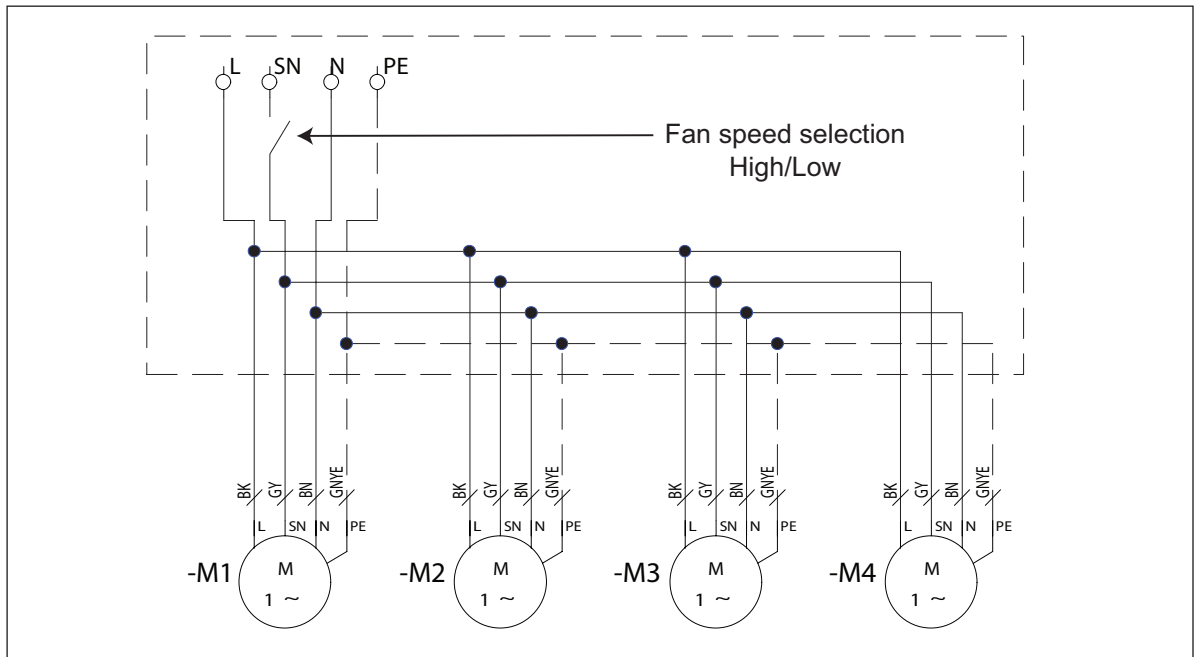 L SN N PE
Fan speed selection
High/Low
BK GY BN GNYE BK GY BN GNYE BK GY BN GNYE BK GY BN GNYE
L SN N PE L SN N PE L SN N PE L SN N PE
-M1 M -M2 M -M3 M -M4 M
1 ~ 1 ~ 1 ~ 1 ~